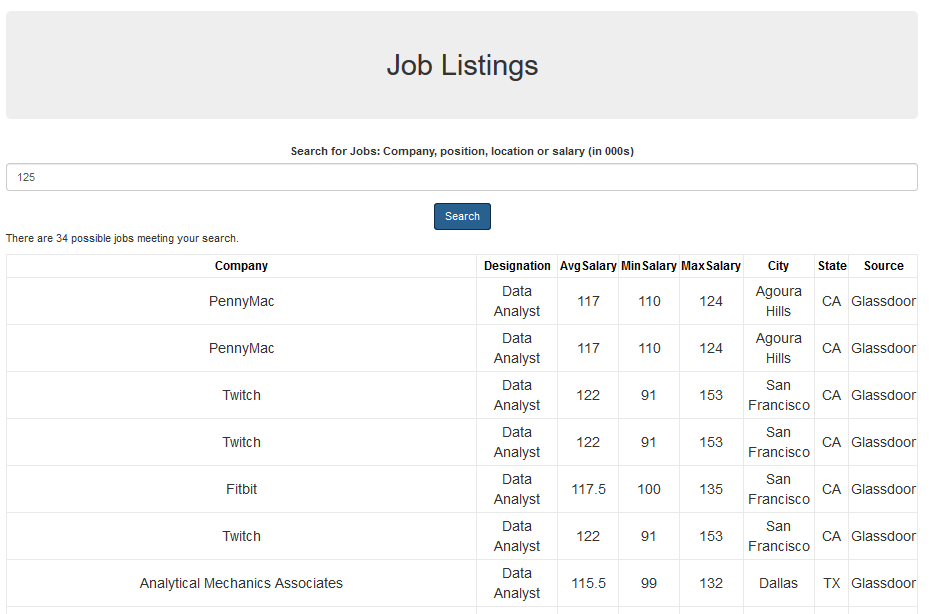 Job Listings
Search for Jobs: Company, position, location or salary (in 000s)
125
Search
There are 34 possible jobs meeting your search.
Company Designation AvgSalary MinSalary MaxSalary City State Source
PennyMac Data Analyst 117 110 124 Agoura Hills CA Glassdoor
PennyMac Data Analyst 117 110 124 Agoura Hills CA Glassdoor
Twitch Data Analyst 122 91 153 San Francisco CA Glassdoor
Twitch Data Analyst 122 91 153 San Francisco CA Glassdoor
Fitbit Data Analyst 117.5 100 135 San Francisco CA Glassdoor
Twitch Data Analyst 122 91 153 San Francisco CA Glassdoor
Analytical Mechanics Associates Data Analyst 115.5 99 132 Dallas TX Glassdoor